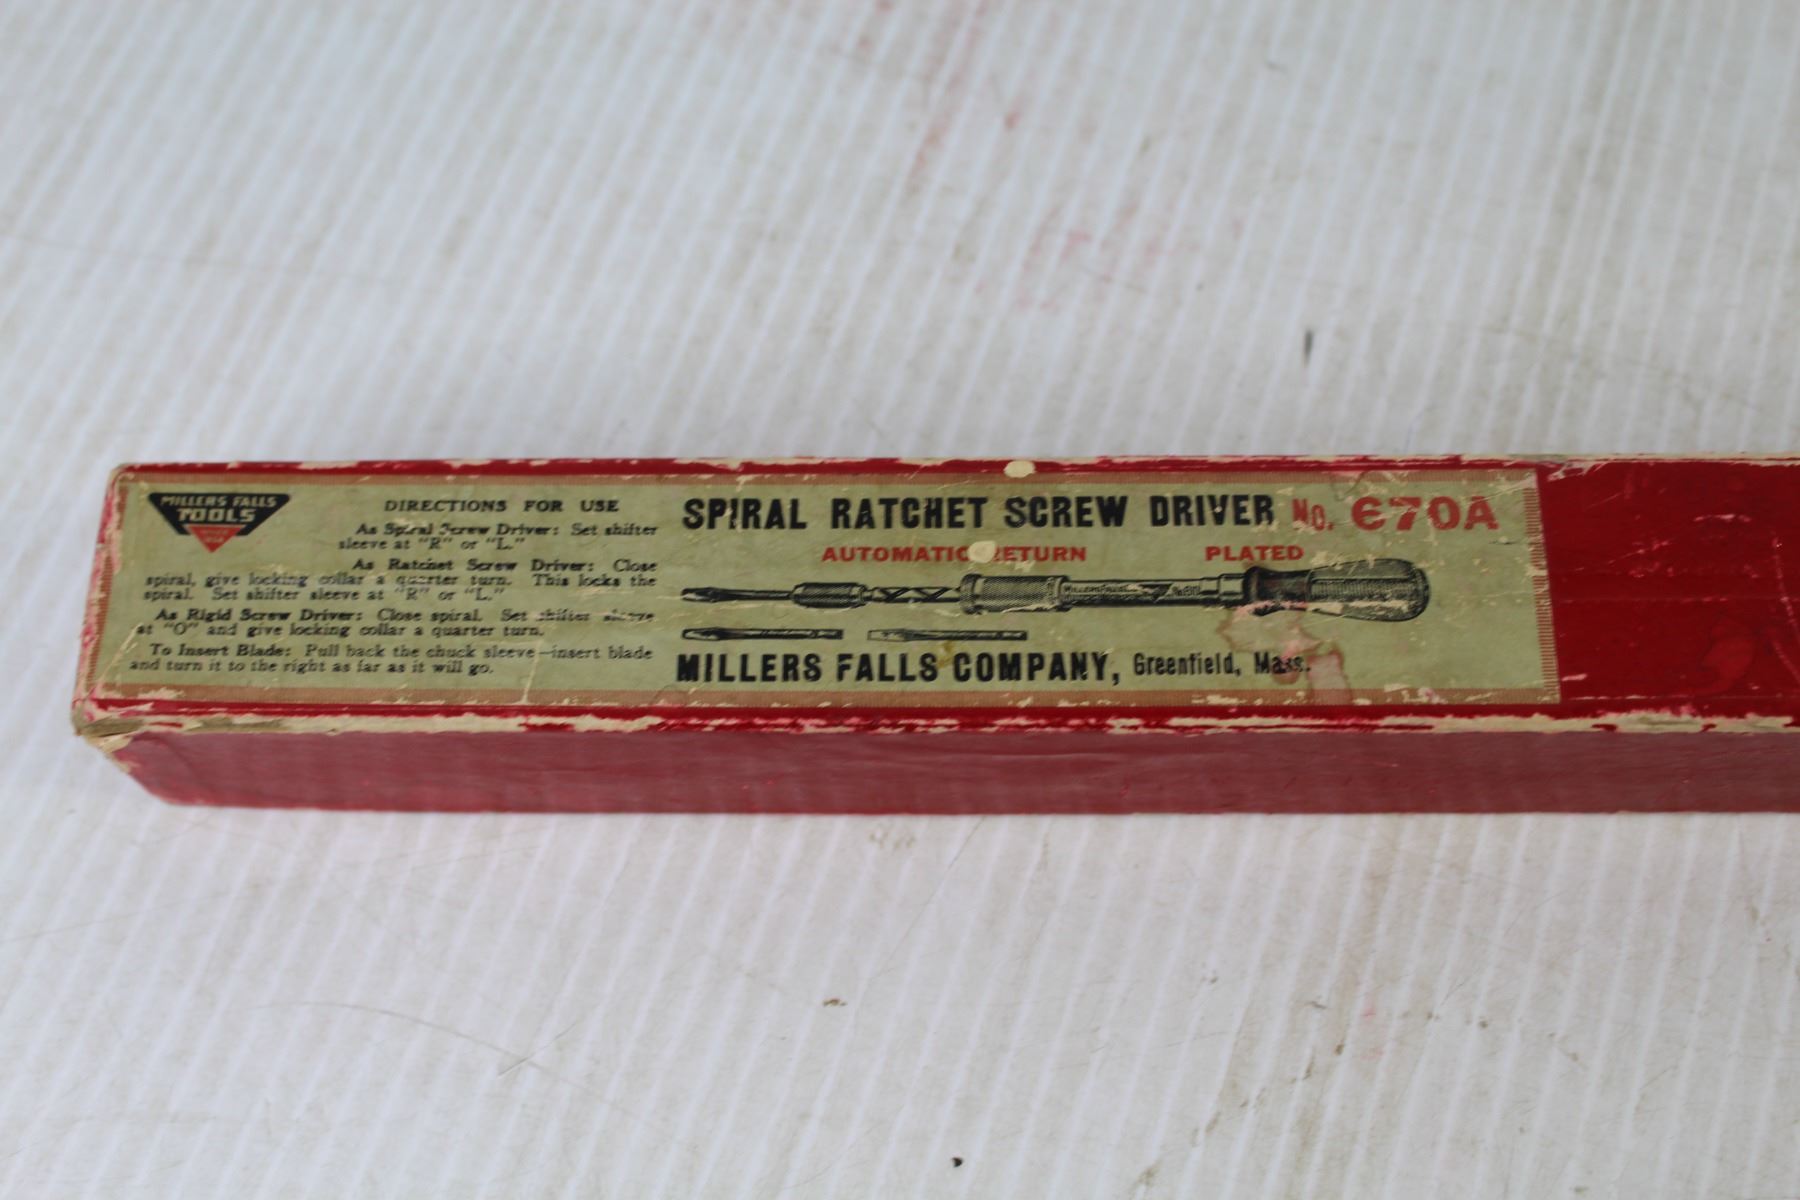 MILLERS FALLS
TOOLS
DIRECTIONS FOR USE
As Spiral Screw Driver: Set shifter
sleeve at "R" or "L."
As Ratchet Screw Driver: Close
spiral, give locking collar a quarter turn. This locks the
spiral. Set shifter sleeve at "R" or "L."
As Rigid Screw Driver: Close spiral. Set shifter sleeve
at "O" and give locking collar a quarter turn.
To Insert Blade: Pull back the chuck sleeve—insert blade
and turn it to the right as far as it will go.
SPIRAL RATCHET SCREW DRIVER No. 670A
AUTOMATIC RETURN PLATED
MILLERS FALLS
MILLERS FALLS COMPANY, Greenfield, Mass.